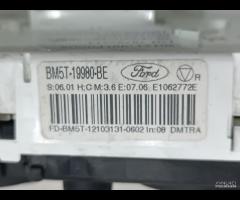 BM5T-19980-BE Ford R
S:06.01 H;C M:3.6 E:07.06 E1062772E
FD-BM5T-12103131-0602 In:08 DMTRA